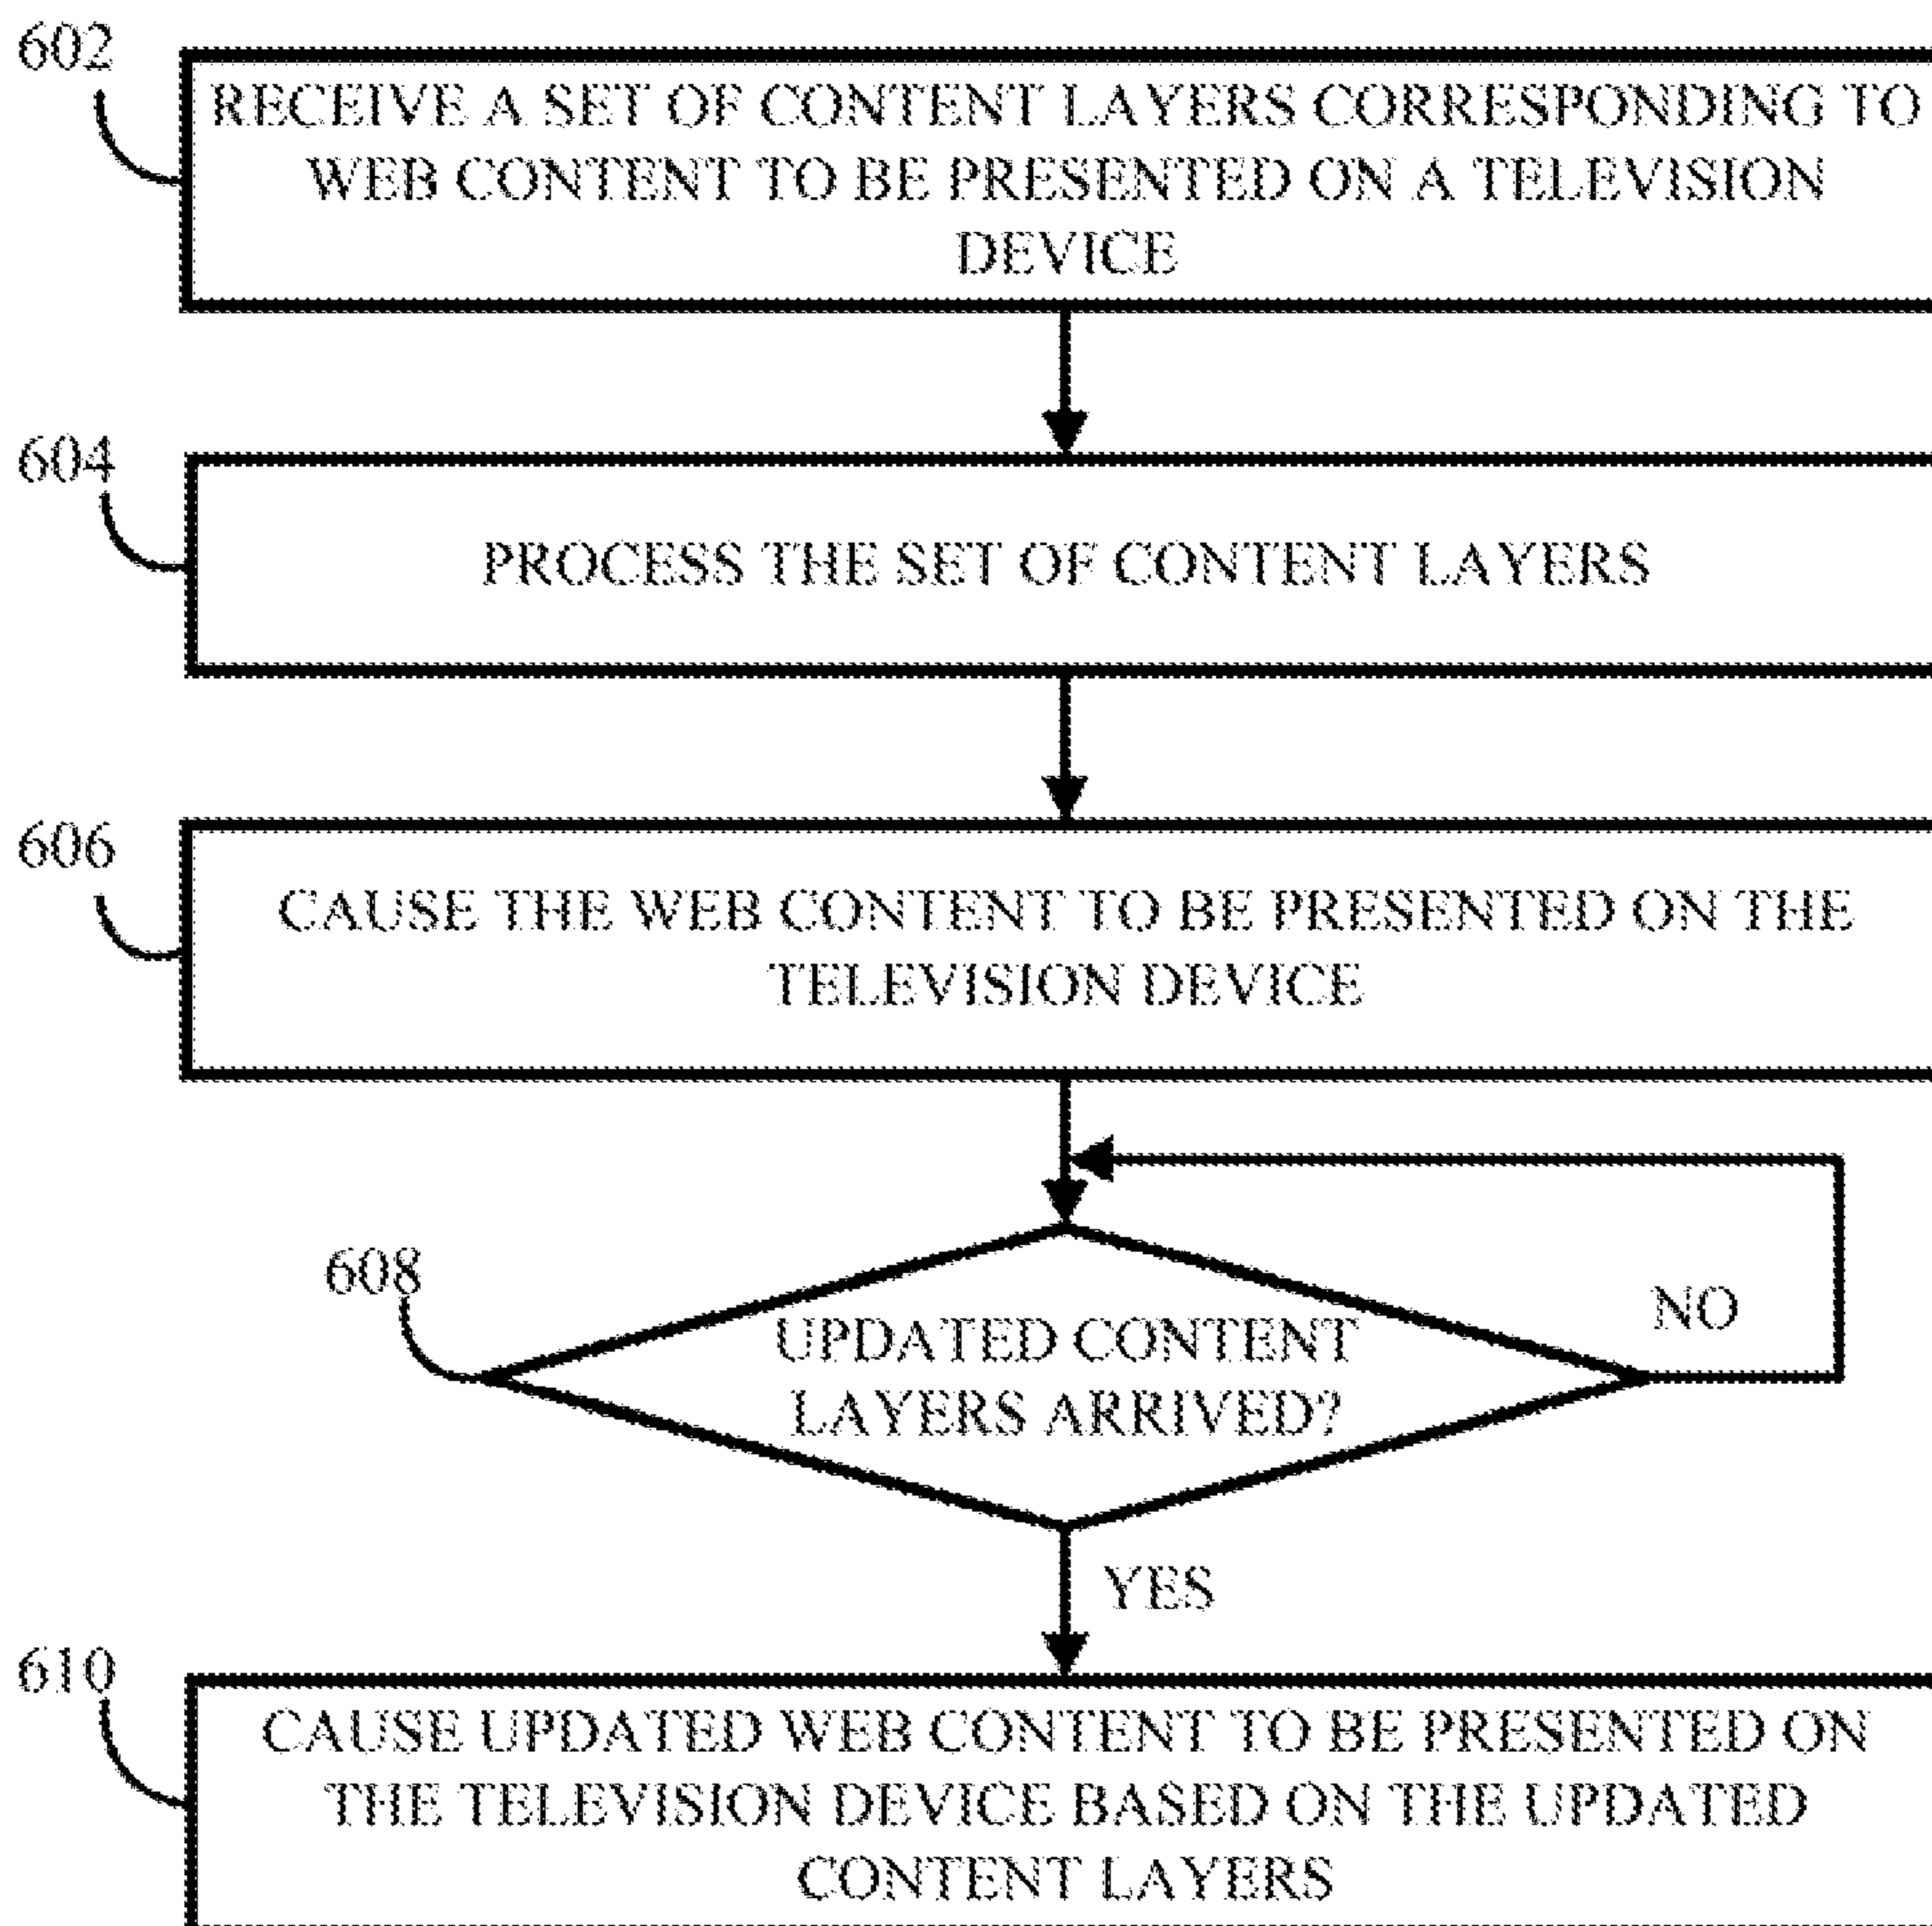 602
RECEIVE A SET OF CONTENT LAYERS CORRESPONDING TO
WEB CONTENT TO BE PRESENTED ON A TELEVISION
DEVICE
604
PROCESS THE SET OF CONTENT LAYERS
606
CAUSE THE WEB CONTENT TO BE PRESENTED ON THE
TELEVISION DEVICE
608
UPDATED CONTENT
LAYERS ARRIVED?
NO
YES
610
CAUSE UPDATED WEB CONTENT TO BE PRESENTED ON
THE TELEVISION DEVICE BASED ON THE UPDATED
CONTENT LAYERS